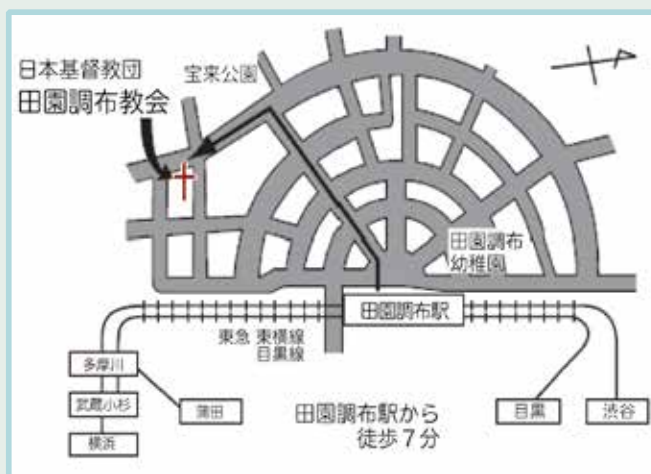 日本基督教団
田園調布教会
宝来公園
田園調布
幼稚園
田園調布駅
東急 東横線
目黒線
多摩川
武蔵小杉
横浜
蒲田
田園調布駅から
徒歩7分
目黒
渋谷